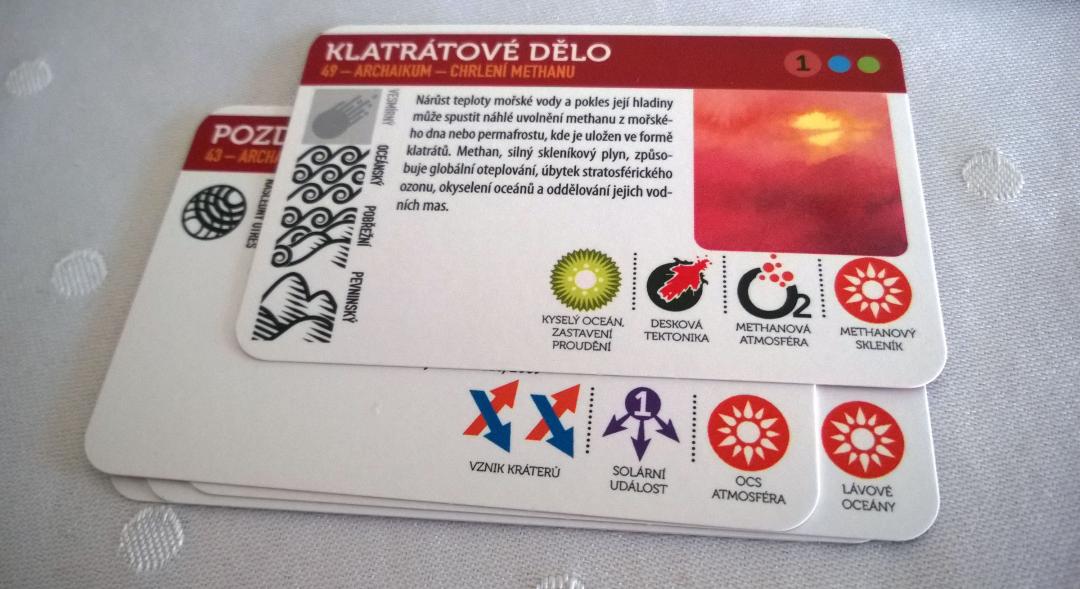 KLATRÁTOVÉ DĚLO
1
49 – ARCHAIKUM – CHRLENÍ METHANU
VESMÍRNÝ
OCEÁNSKÝ
POBŘEŽNÍ
PEVNINSKÝ
Nárůst teploty mořské vody a pokles její hladiny
může spustit náhlé uvolnění methanu z mořské-
ho dna nebo permafrostu, kde je uložen ve formě
klatrátů. Methan, silný skleníkový plyn, způso-
buje globální oteplování, úbytek stratosférického
ozonu, okyselení oceánů a oddělování jejich vod-
ních mas.
KYSELÝ OCEÁN,
ZASTAVENÍ
PROUDĚNÍ
DESKOVÁ
TEKTONIKA
O2
METHANOVÁ
ATMOSFÉRA
METHANOVÝ
SKLENÍK
POZD
43 – ARCHA
VZNIK KRÁTERŮ
1
SOLÁRNÍ
UDÁLOST
OCS
ATMOSFÉRA
LÁVOVÉ
OCEÁNY